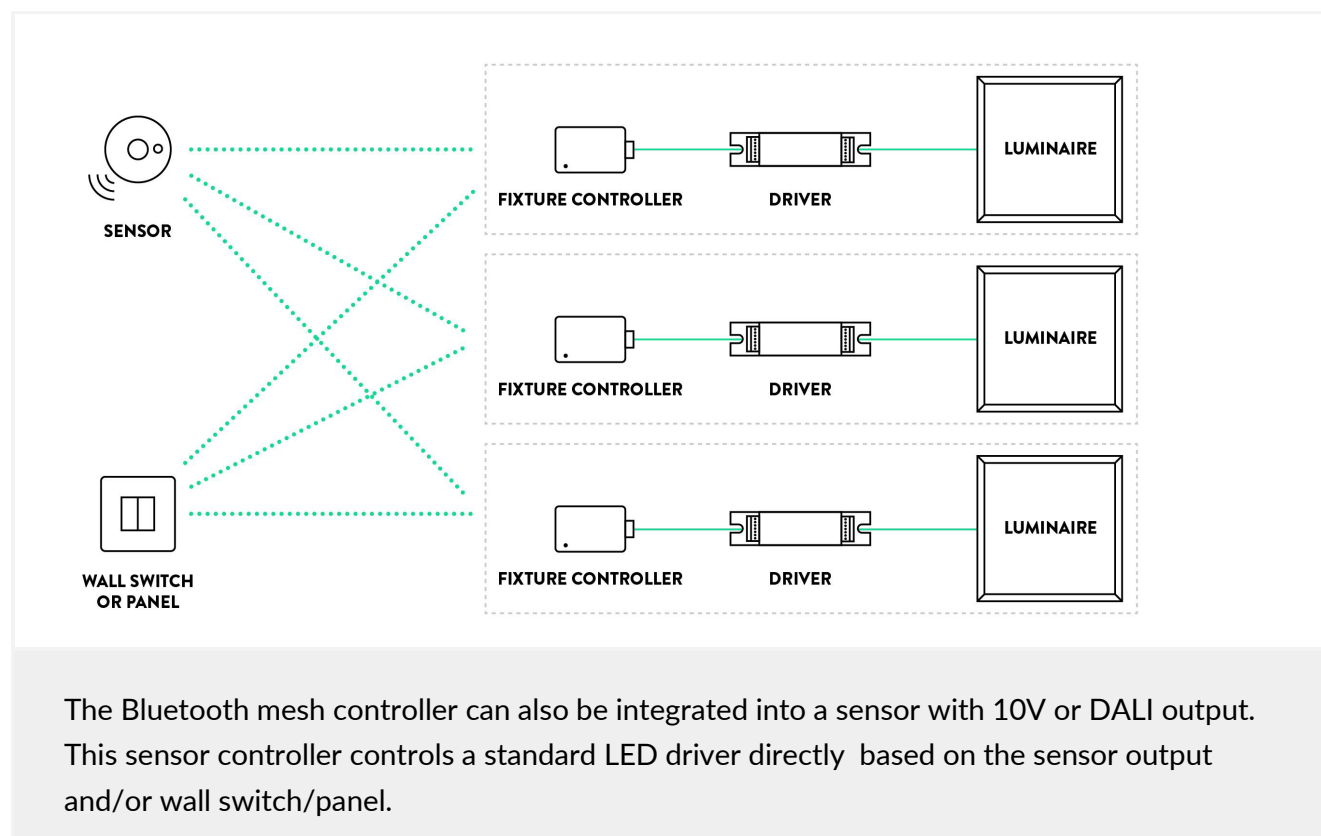 LUMINAIRE
FIXTURE CONTROLLER
DRIVER
SENSOR
LUMINAIRE
FIXTURE CONTROLLER
DRIVER
LUMINAIRE
FIXTURE CONTROLLER
DRIVER
WALL SWITCH
OR PANEL
The Bluetooth mesh controller can also be integrated into a sensor with 10V or DALI output.
This sensor controller controls a standard LED driver directly  based on the sensor output
and/or wall switch/panel.